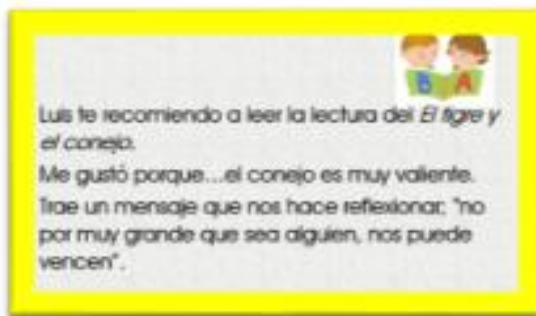 B A
Luis te recomiendo a leer la lectura del El tigre y
el conejo.
Me gustó porque...el conejo es muy valiente.
Trae un mensaje que nos hace reflexionar: "no
por muy grande que sea alguien, nos puede
vencen".